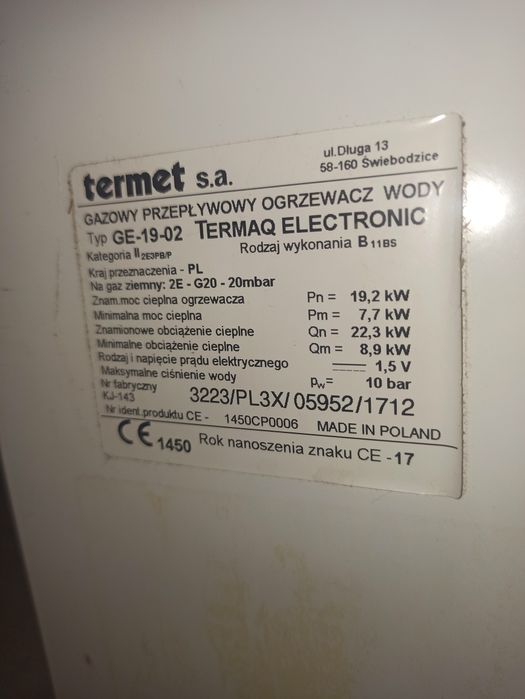 termet s.a.
ul.Długa 13
58-160 Świebodzice
GAZOWY PRZEPŁYWOWY OGRZEWACZ WODY
Typ GE-19-02 TERMAQ ELECTRONIC
Kategoria II2E3PB/P Rodzaj wykonania B11BS
Kraj przeznaczenia - PL
Na gaz ziemny: 2E - G20 - 20mbar
Znam.moc cieplna ogrzewacza Pn = 19,2 kW
Minimalna moc cieplna Pm = 7,7 kW
Znamionowe obciążenie cieplne Qn = 22,3 kW
Minimalne obciążenie cieplne Qm = 8,9 kW
Rodzaj i napięcie prądu elektrycznego 1,5 V
Maksymalne ciśnienie wody pw= 10 bar
Nr fabryczny
KJ-143 3223/PL3X/ 05952/1712
Nr ident.produktu CE - 1450CP0006 MADE IN POLAND
CE 1450 Rok nanoszenia znaku CE -17